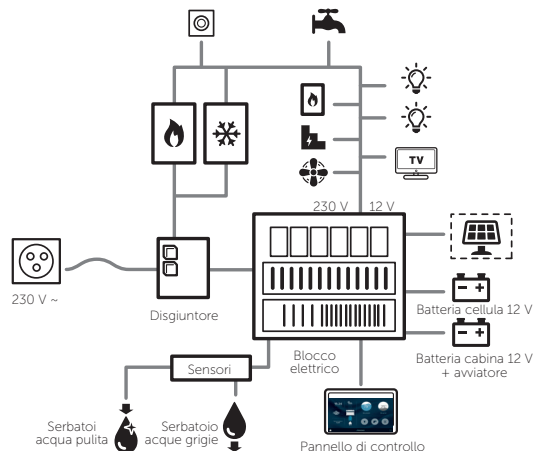 TV
230 V
12 V
230 V ~
Disgiuntore
Batteria cellula 12 V
Blocco
elettrico
Batteria cabina 12 V
+ avviatore
Sensori
Serbatoi
acqua pulita
Serbatoio
acque grigie
Pannello di controllo